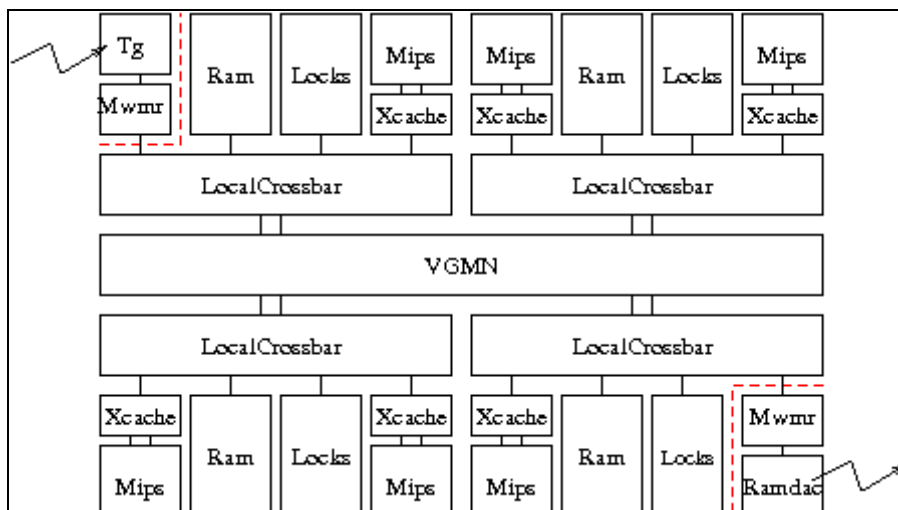 Tg
Ram
Locks
Mips
Mips
Ram
Locks
Mips
Mwmr
Xcache
Xcache
Xcache
LocalCrossbar
LocalCrossbar
VGMN
LocalCrossbar
LocalCrossbar
Xcache
Ram
Locks
Xcache
Xcache
Ram
Locks
Mwmr
Mips
Mips
Mips
Ramdac